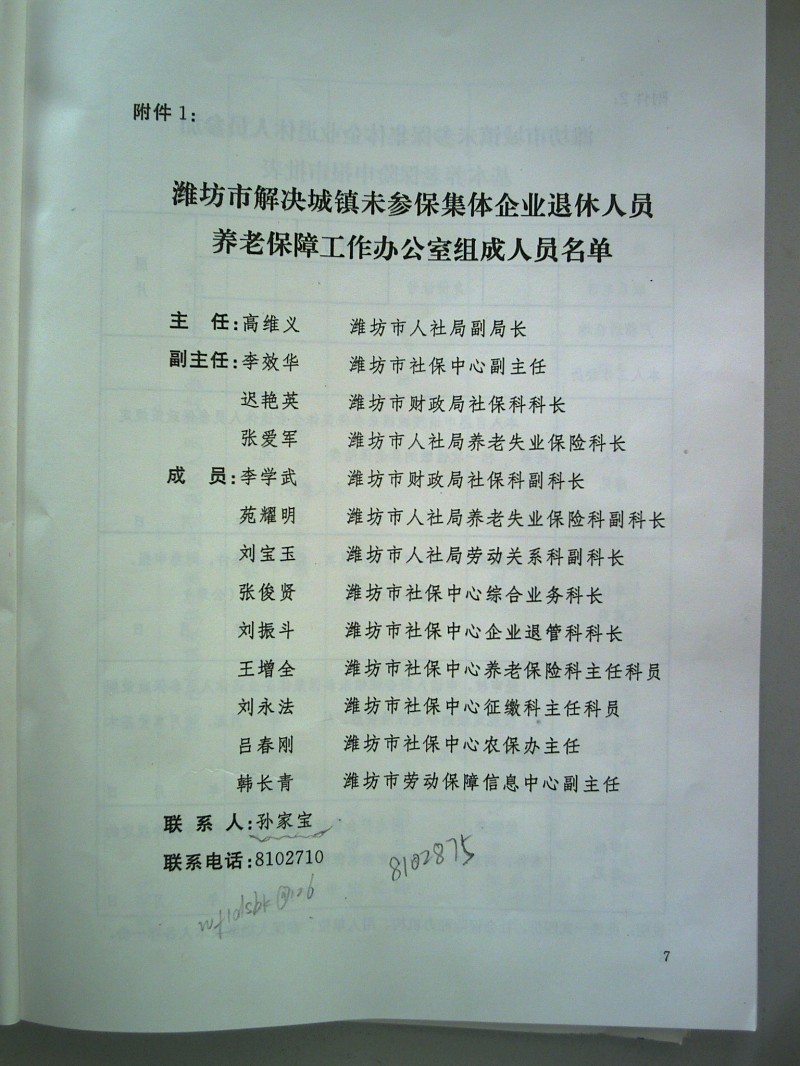 附件1:
潍坊市解决城镇未参保集体企业退休人员
养老保障工作办公室组成人员名单
主 任:高维义 潍坊市人社局副局长
副主任:李效华 潍坊市社保中心副主任
迟艳英 潍坊市财政局社保科科长
张爱军 潍坊市人社局养老失业保险科长
成 员:李学武 潍坊市财政局社保科副科长
苑耀明 潍坊市人社局养老失业保险科副科长
刘宝玉 潍坊市人社局劳动关系科副科长
张俊贤 潍坊市社保中心综合业务科长
刘振斗 潍坊市社保中心企业退管科科长
王增全 潍坊市社保中心养老保险科主任科员
刘永法 潍坊市社保中心征缴科主任科员
吕春刚 潍坊市社保中心农保办主任
韩长青 潍坊市劳动保障信息中心副主任
联 系 人:孙家宝
联系电话:8102710 8102875
7